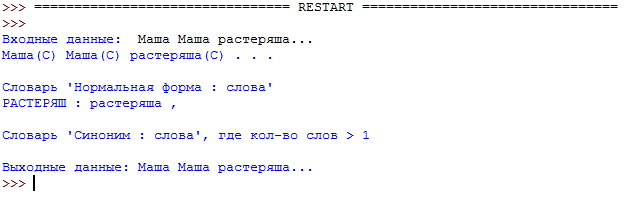 >>> ================================ RESTART ================================
>>>
Входные данные:  Маша Маша растеряша...
Маша(С) Маша(С) растеряша(С) . . .
Словарь 'Нормальная форма : слова'
РАСТЕРЯШ : растеряша ,
Словарь 'Синоним : слова', где кол-во слов > 1
Выходные данные: Маша Маша растеряша...
>>>